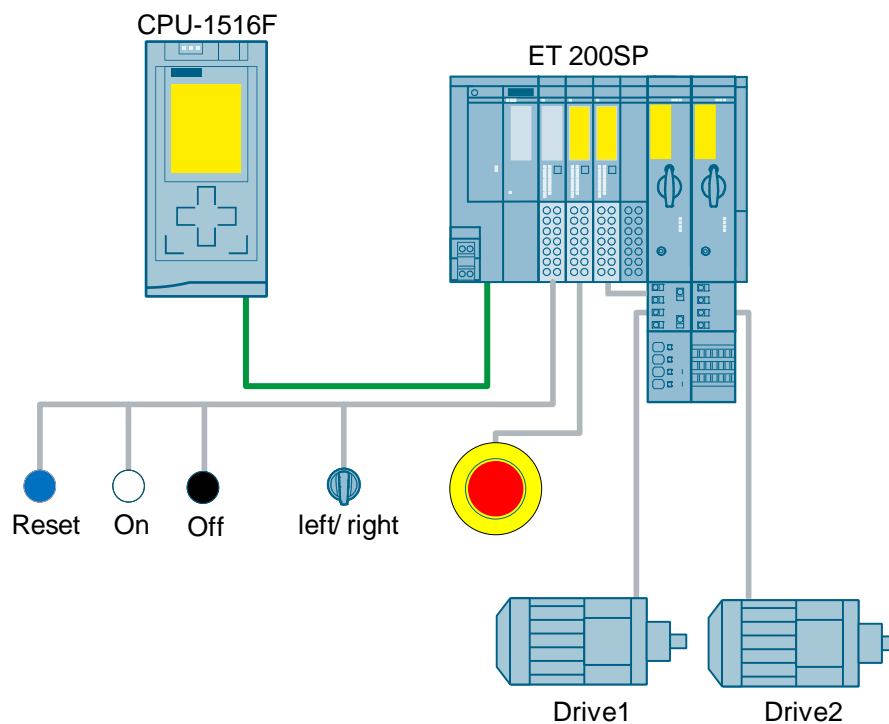 CPU-1516F
ET 200SP
Reset
On
Off
left/ right
Drive1
Drive2